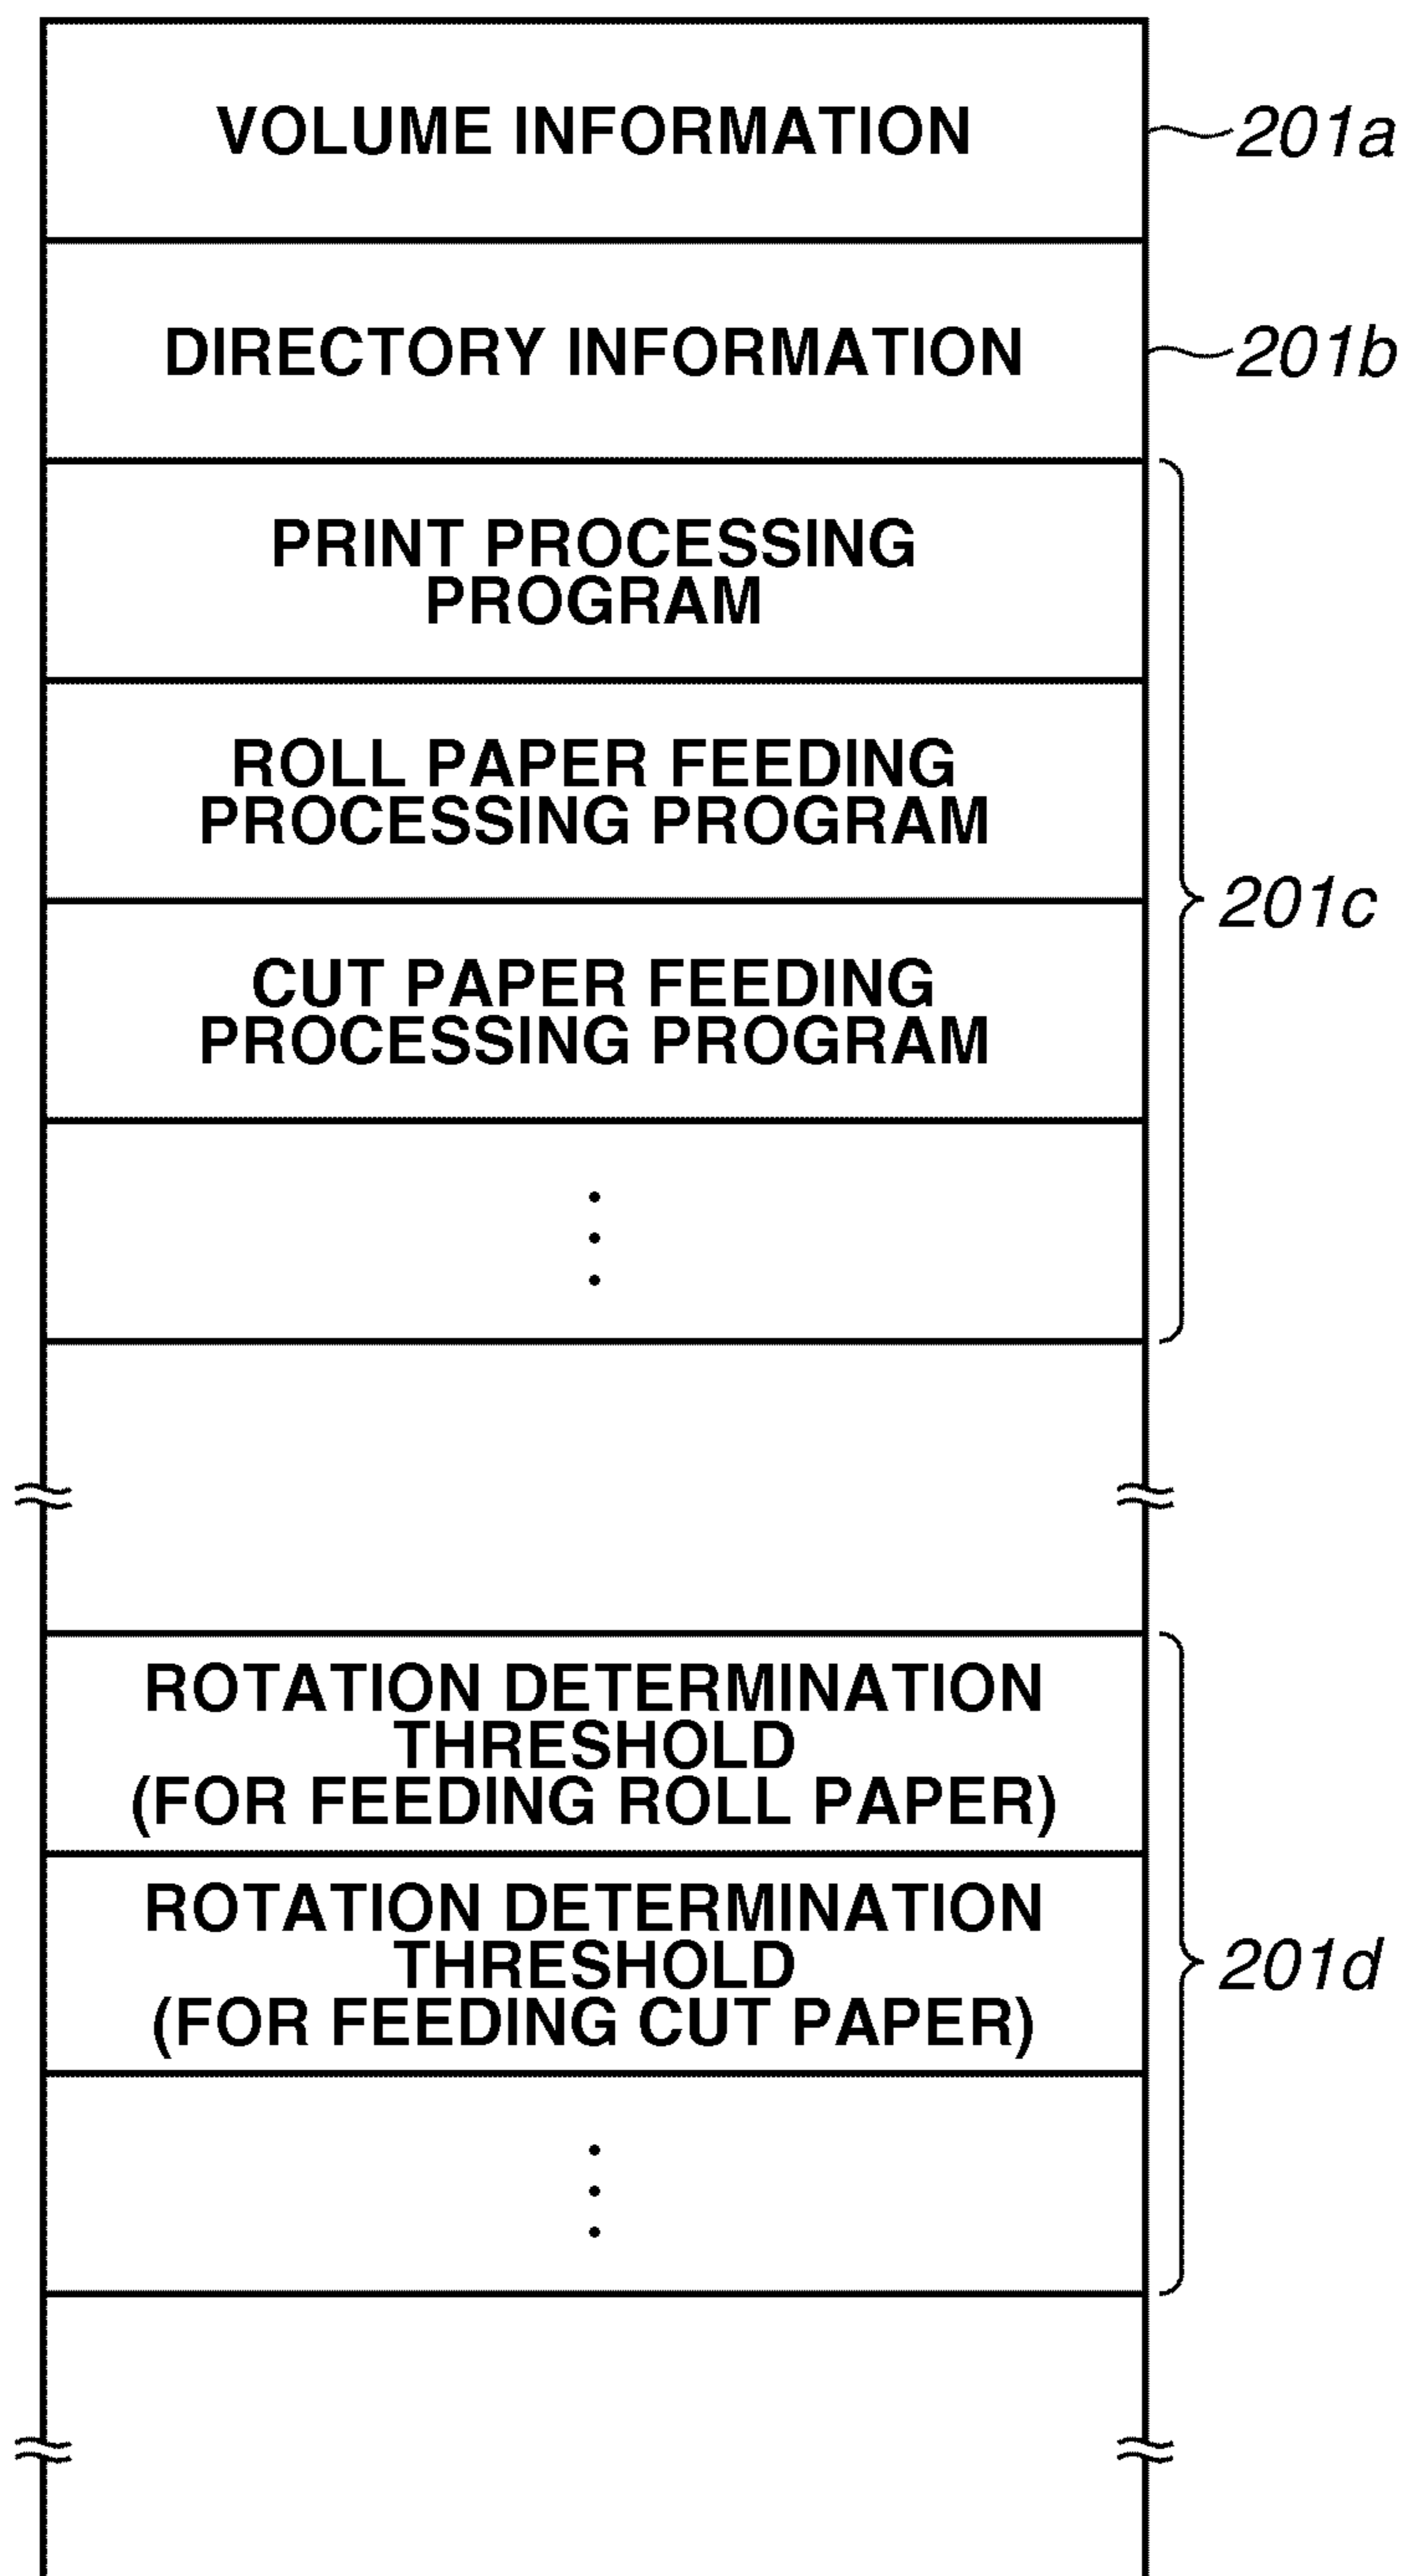 VOLUME INFORMATION
201a
DIRECTORY INFORMATION
201b
PRINT PROCESSING
PROGRAM
ROLL PAPER FEEDING
PROCESSING PROGRAM
201c
CUT PAPER FEEDING
PROCESSING PROGRAM
ROTATION DETERMINATION
THRESHOLD
(FOR FEEDING ROLL PAPER)
ROTATION DETERMINATION
THRESHOLD
(FOR FEEDING CUT PAPER)
201d